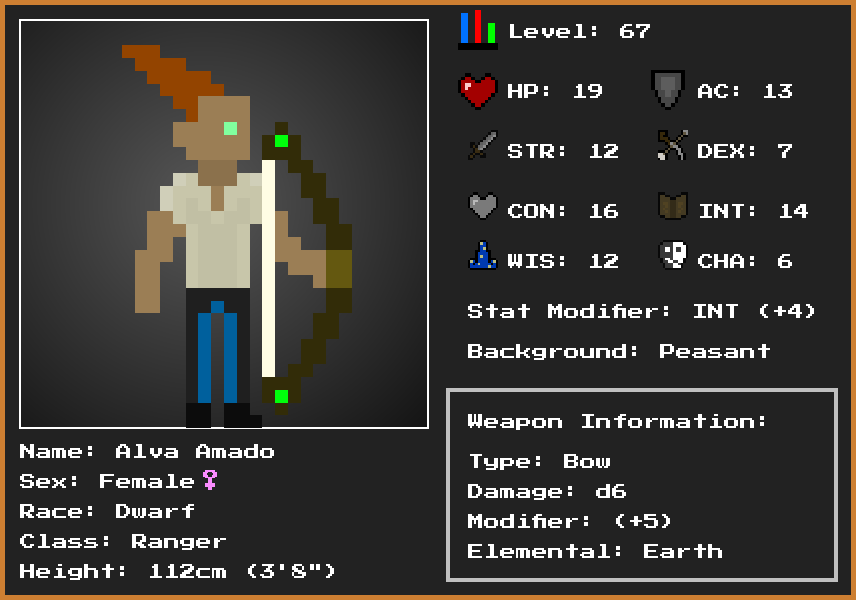 Level: 67
HP: 19 AC: 13
STR: 12 DEX: 7
CON: 16 INT: 14
WIS: 12 CHA: 6
Stat Modifier: INT (+4)
Background: Peasant
Weapon Information:
Type: Bow
Damage: d6
Modifier: (+5)
Elemental: Earth
Name: Alva Amado
Sex: Female♀
Race: Dwarf
Class: Ranger
Height: 112cm (3'8")